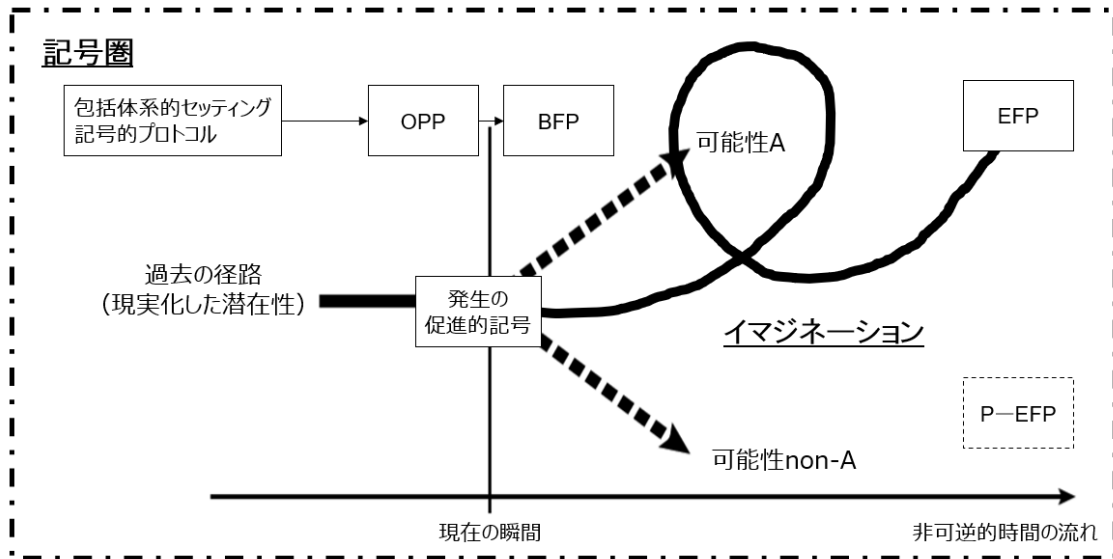 記号圏
包括体系的セッティング
記号的プロトコル
OPP
BFP
EFP
可能性A
過去の径路
（現実化した潜在性）
発生の
促進的記号
イマジネーション
P―EFP
可能性non-A
現在の瞬間
非可逆的時間の流れ